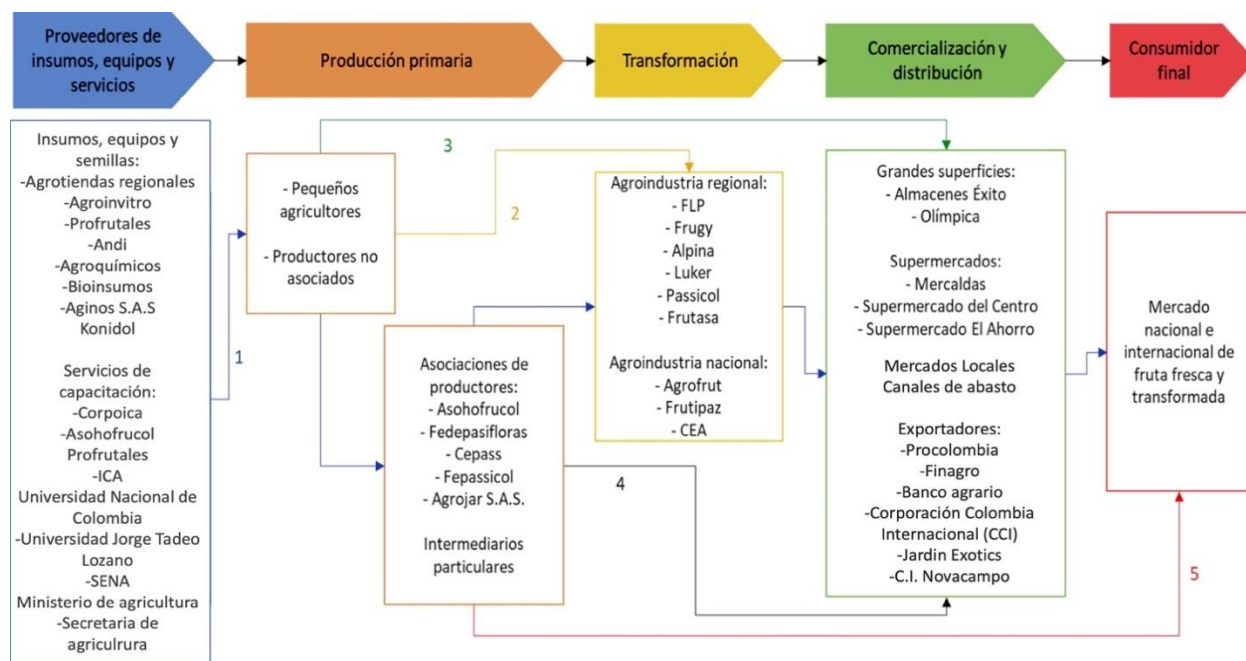 Proveedores de
insumos, equipos y
servicios
Producción primaria
Transformación
Comercialización y
distribución
Consumidor
final
Insumos, equipos y
semillas:
-Agrotiendas regionales
-Agroinvitro
-Profrutales
-Andi
-Agroquímicos
-Bioinsumos
-Aginos S.A.S
Konidol
Servicios de
capacitación:
-Corpoica
-Asohofrucol
Profrutales
-ICA
Universidad Nacional de
Colombia
-Universidad Jorge Tadeo
Lozano
-SENA
Ministerio de agricultura
-Secretaria de
agriculrura
1
- Pequeños
agricultores
- Productores no
asociados
3
2
Asociaciones de
productores:
- Asohofrucol
- Fedepasifloras
- Cepass
- Fepassicol
- Agrojar S.A.S.
Intermediarios
particulares
4
Agroindustria regional:
- FLP
- Frugy
- Alpina
- Luker
- Passicol
- Frutasa
Agroindustria nacional:
- Agrofrut
- Frutipaz
- CEA
Grandes superficies:
- Almacenes Éxito
- Olímpica
Supermercados:
- Mercaldas
- Supermercado del Centro
- Supermercado El Ahorro
Mercados Locales
Canales de abasto
Exportadores:
-Procolombia
-Finagro
-Banco agrario
-Corporación Colombia
Internacional (CCI)
-Jardin Exotics
-C.I. Novacampo
Mercado
nacional e
internacional de
fruta fresca y
transformada
5